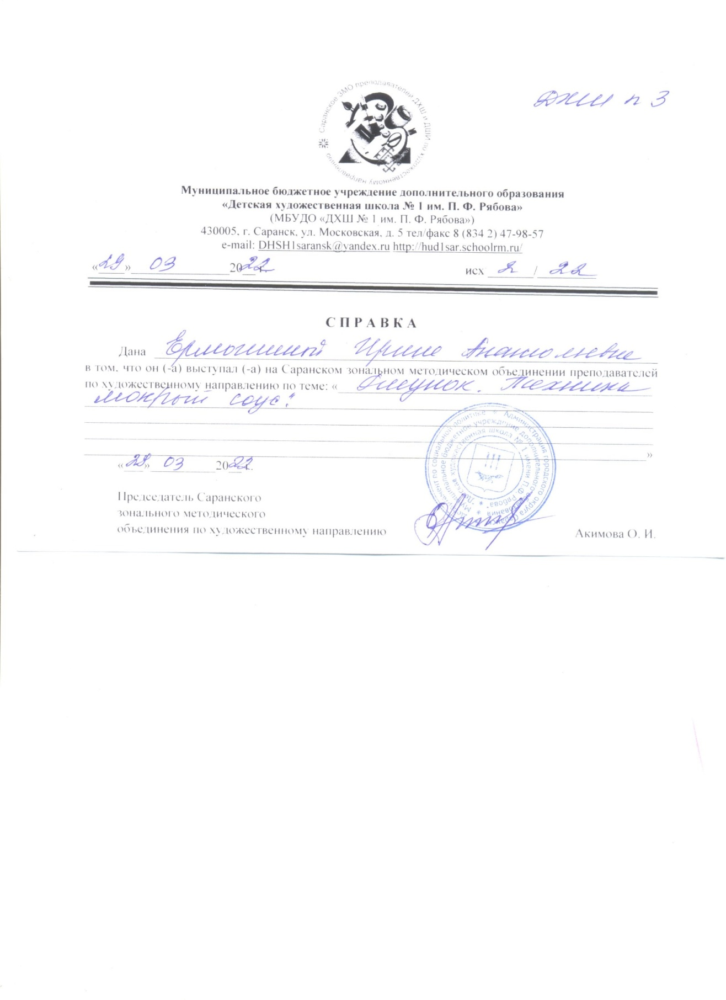 ДХШ п 3
Саранское ЗМО преподавателей ДХШ и ДШИ по художественному направлению
Муниципальное бюджетное учреждение дополнительного образования
«Детская художественная школа № 1 им. П. Ф. Рябова»
(МБУДО «ДХШ № 1 им. П. Ф. Рябова»)
430005, г. Саранск, ул. Московская, д. 5 тел/факс 8 (834 2) 47-98-57
e-mail: DHSH1saransk@yandex.ru http://hud1sar.schoolrm.ru/
«29» 03 2022 г. исх 2 / 22
СПРАВКА
Дана Ермошиной Ирине Анатольевне
в том, что он (-а) выступал (-а) на Саранском зональном методическом объединении преподавателей
по художественному направлению по теме: « Рисунок. Техника
мокрый соус".
»
«29» 03 2022 г.
Администрация городского округа Саранск * Департамент по социальной политике *
Муниципальное бюджетное учреждение дополнительного образования *
"Детская художественная школа № 1 имени П.Ф. Рябова" *
Председатель Саранского
зонального методического
объединения по художественному направлению Акимова О. И.